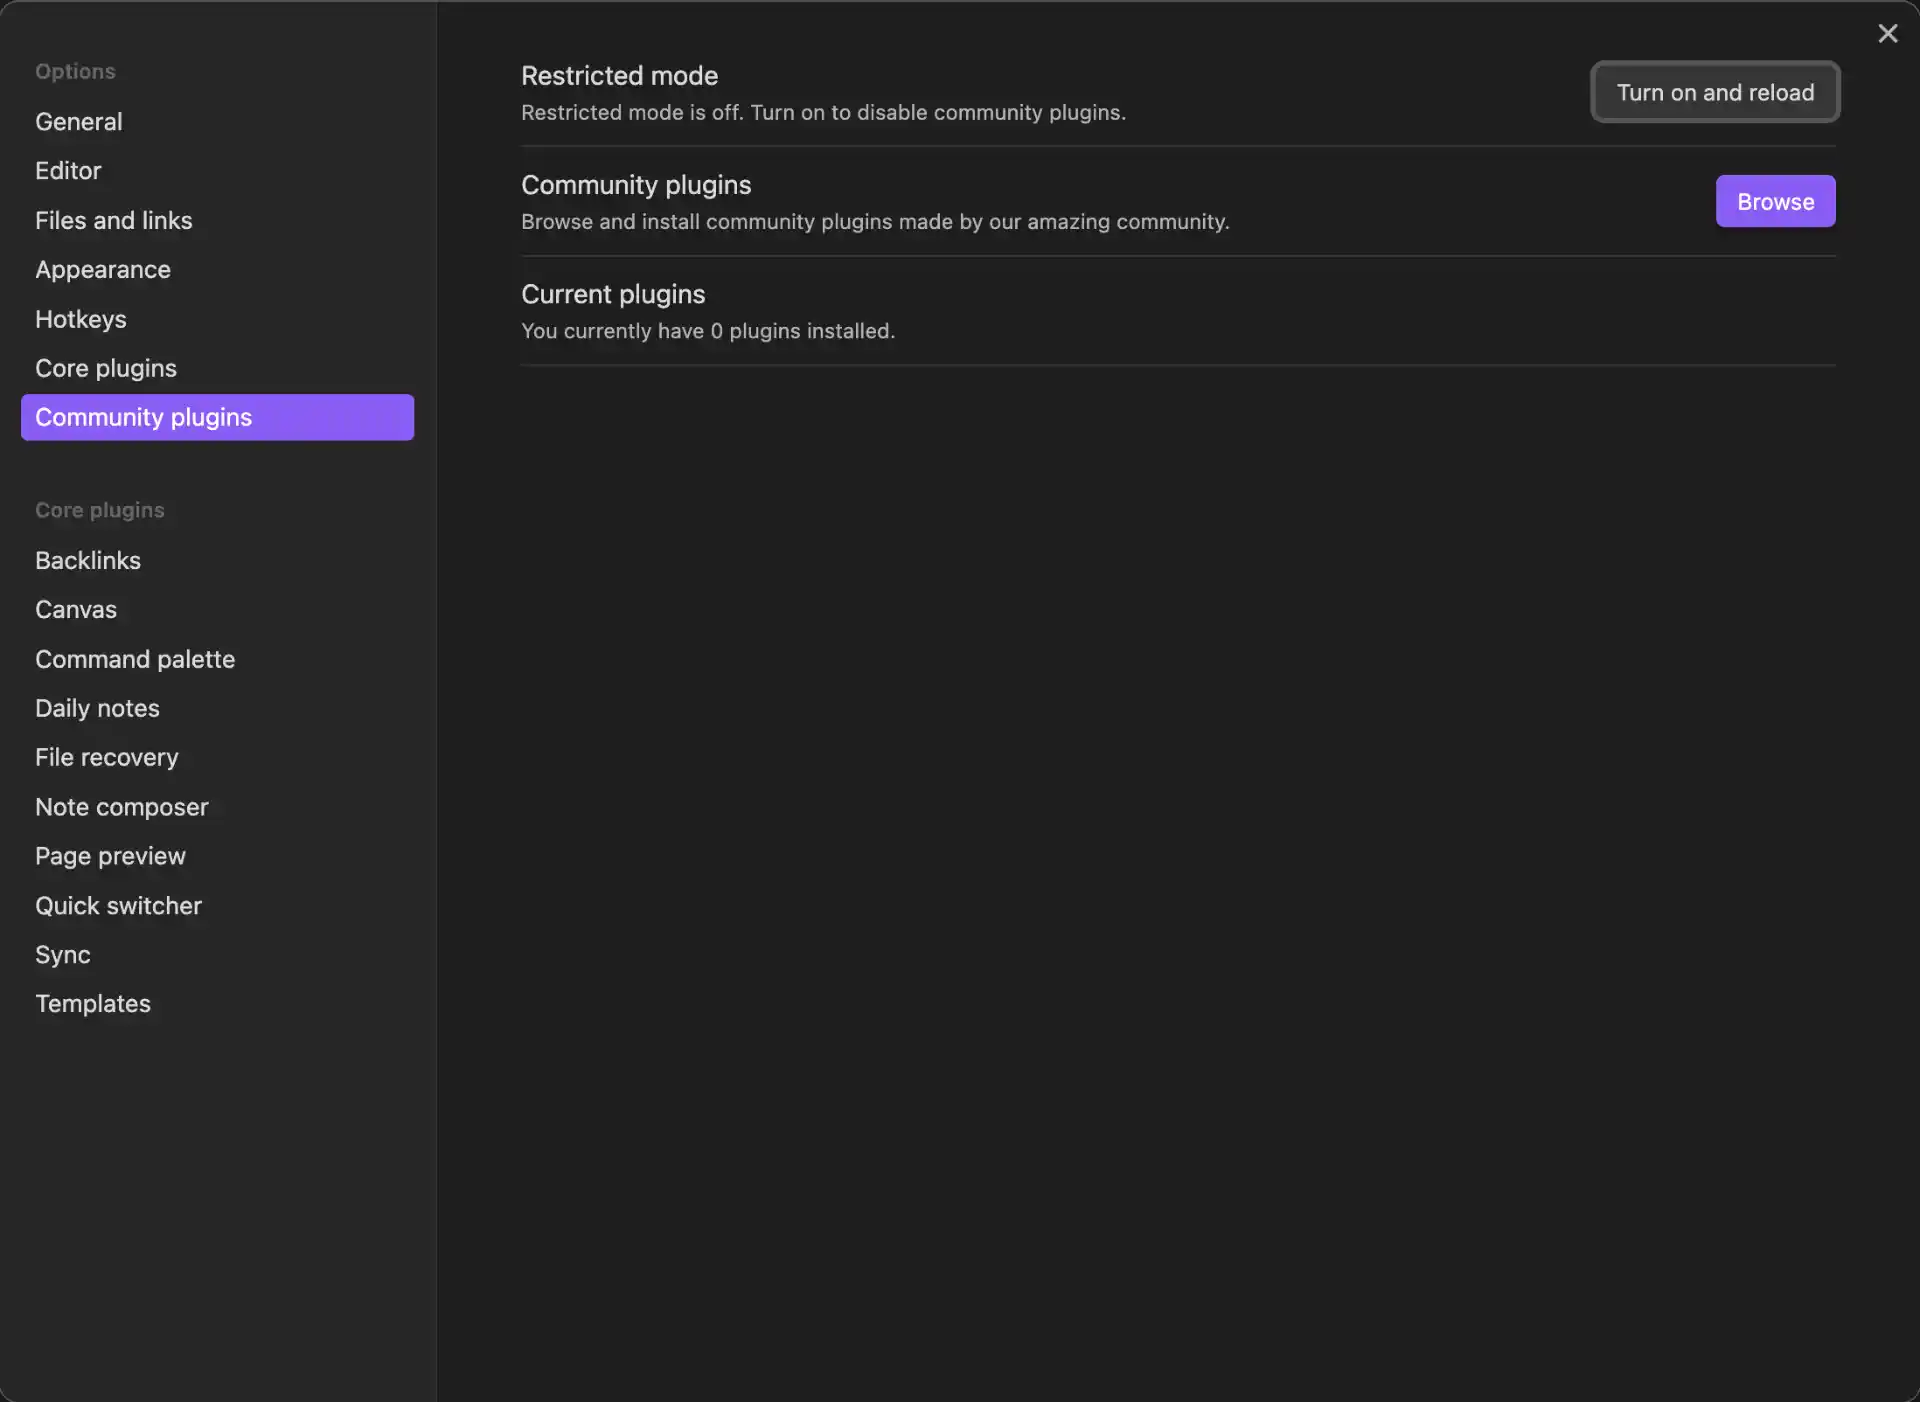 Options
General
Editor
Files and links
Appearance
Hotkeys
Core plugins
Community plugins
Core plugins
Backlinks
Canvas
Command palette
Daily notes
File recovery
Note composer
Page preview
Quick switcher
Sync
Templates
Restricted mode
Restricted mode is off. Turn on to disable community plugins.
Turn on and reload
Community plugins
Browse and install community plugins made by our amazing community.
Browse
Current plugins
You currently have 0 plugins installed.